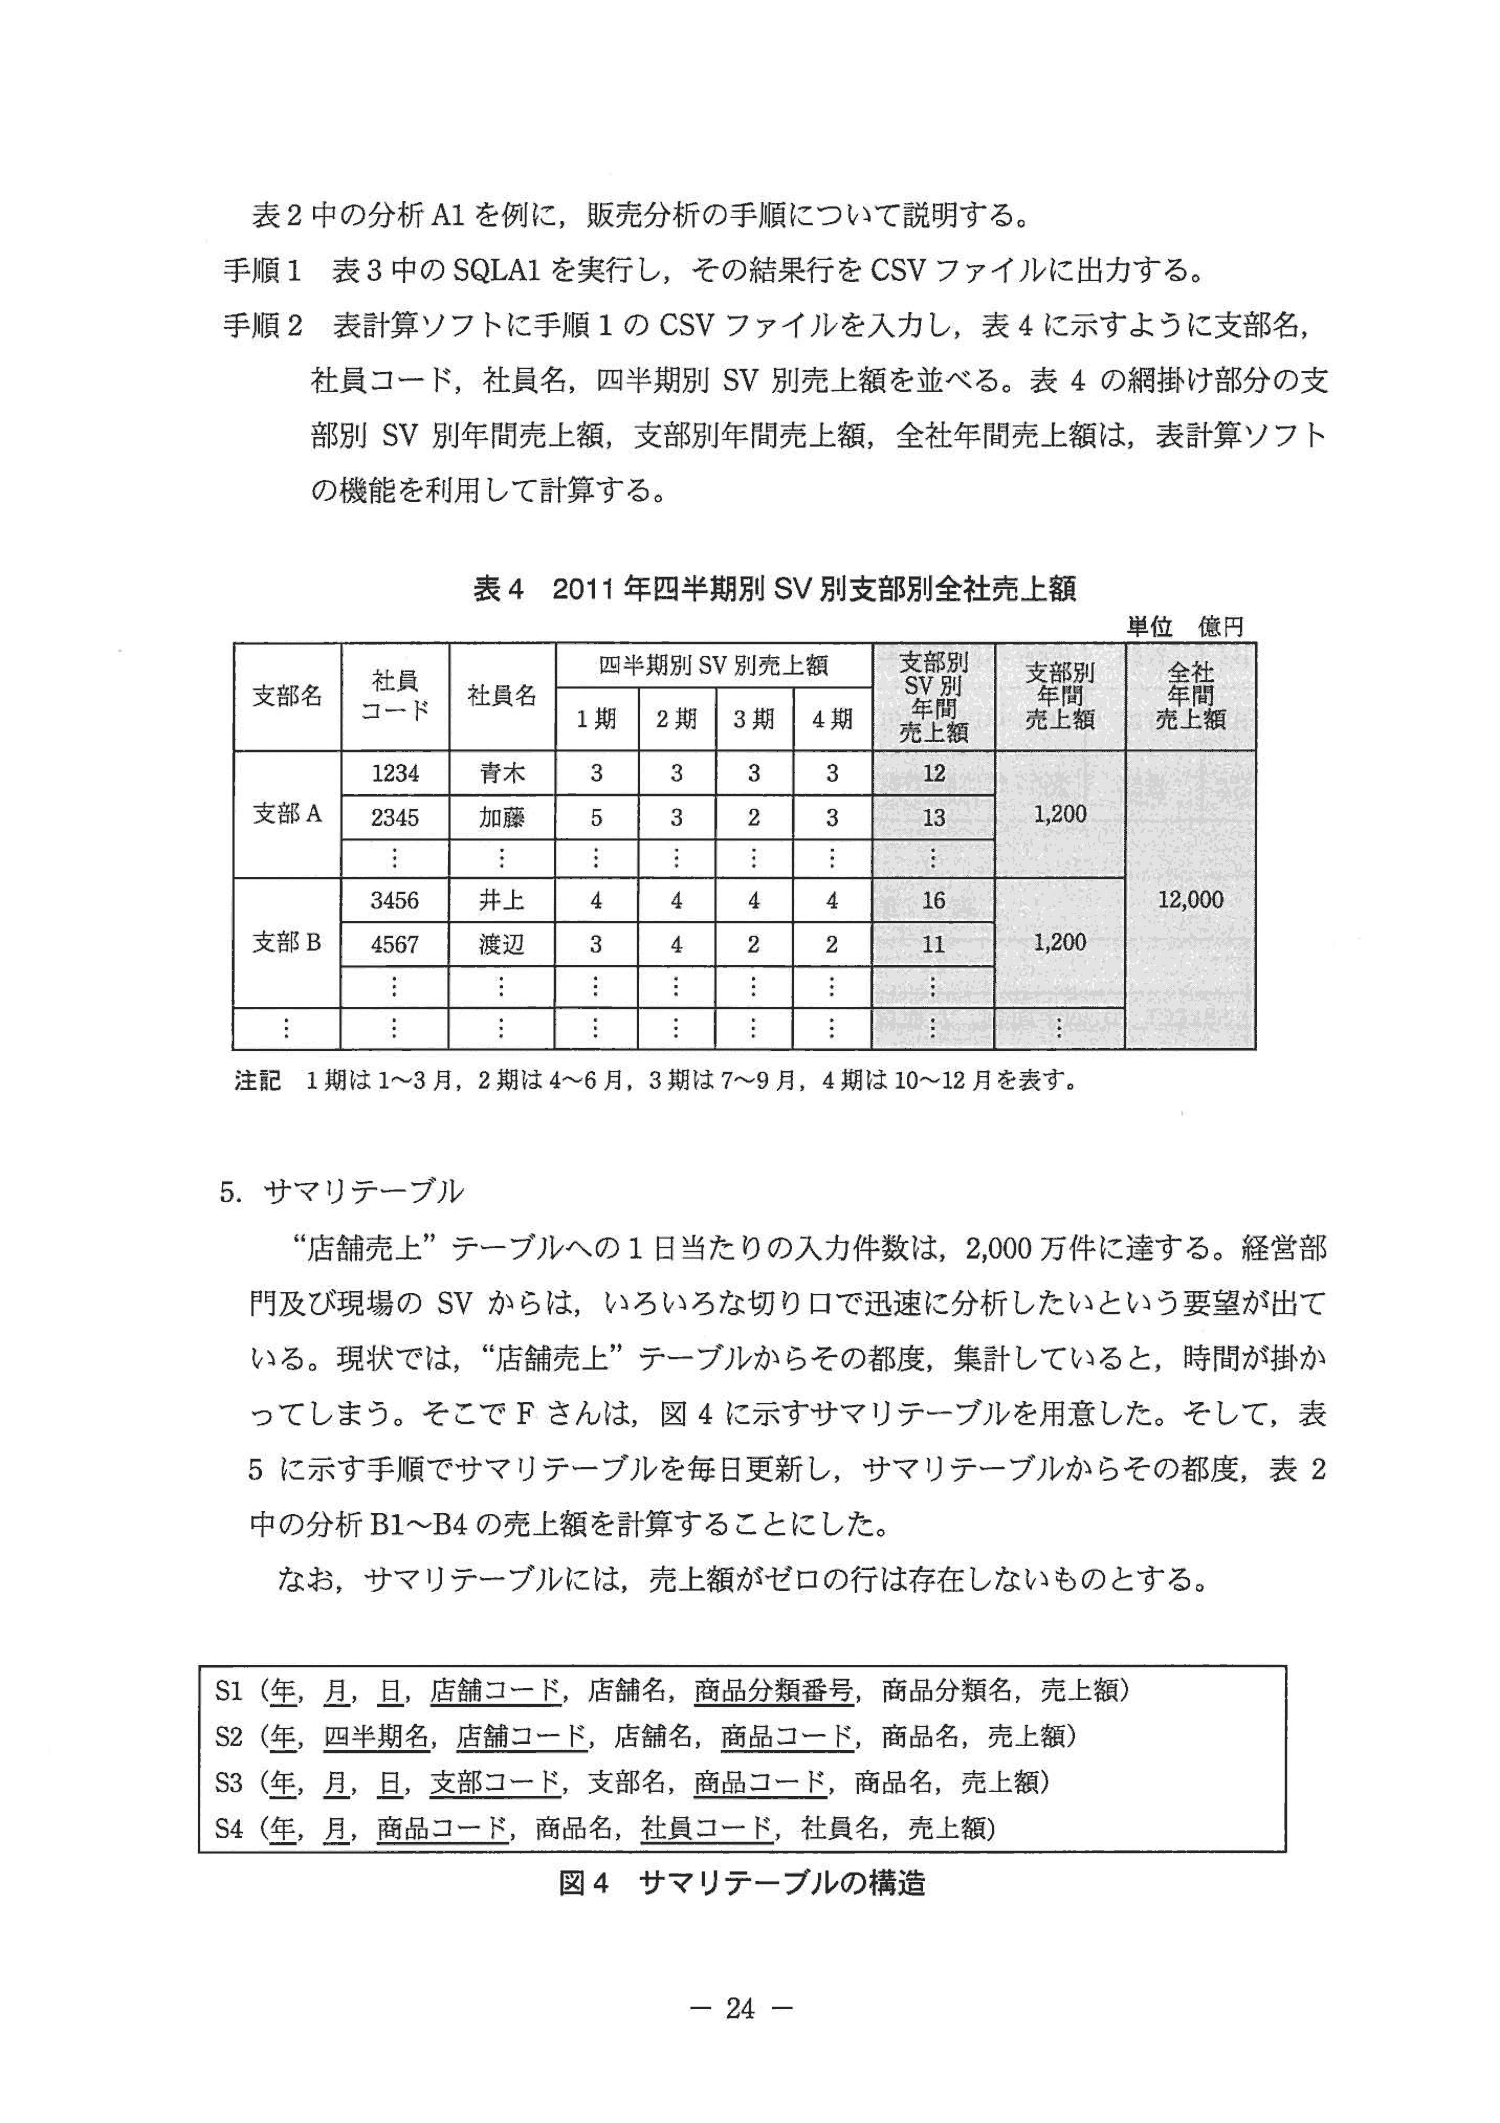 表2中の分析A1を例に，販売分析の手順について説明する。
手順1　表3中のSQLA1を実行し，その結果行をCSVファイルに出力する。
手順2　表計算ソフトに手順1のCSVファイルを入力し，表4に示すように支部名，
社員コード，社員名，四半期別 SV 別売上額を並べる。表 4 の網掛け部分の支
部別 SV 別年間売上額，支部別年間売上額，全社年間売上額は，表計算ソフト
の機能を利用して計算する。
表4　2011年四半期別SV別支部別全社売上額
単位　億円
支部名 社員コード 社員名 四半期別SV別売上額 支部別SV別年間売上額 支部別年間売上額 全社年間売上額
1期 2期 3期 4期
支部A 1234 青木 3 3 3 3 12 1,200 12,000
2345 加藤 5 3 2 3 13
⋮ ⋮ ⋮ ⋮ ⋮ ⋮ ⋮
支部B 3456 井上 4 4 4 4 16 1,200
4567 渡辺 3 4 2 2 11
⋮ ⋮ ⋮ ⋮ ⋮ ⋮ ⋮
⋮ ⋮ ⋮ ⋮ ⋮ ⋮ ⋮ ⋮ ⋮
注記　1期は1～3月，2期は4～6月，3期は7～9月，4期は10～12月を表す。
5．サマリテーブル
“店舗売上”テーブルへの1日当たりの入力件数は，2,000万件に達する。経営部
門及び現場の SV からは，いろいろな切り口で迅速に分析したいという要望が出て
いる。現状では，“店舗売上”テーブルからその都度，集計していると，時間が掛か
ってしまう。そこでFさんは，図4に示すサマリテーブルを用意した。そして，表
5 に示す手順でサマリテーブルを毎日更新し，サマリテーブルからその都度，表 2
中の分析B1～B4の売上額を計算することにした。
なお，サマリテーブルには，売上額がゼロの行は存在しないものとする。
S1（年，月，日，店舗コード，店舗名，商品分類番号，商品分類名，売上額）
S2（年，四半期名，店舗コード，店舗名，商品コード，商品名，売上額）
S3（年，月，日，支部コード，支部名，商品コード，商品名，売上額）
S4（年，月，商品コード，商品名，社員コード，社員名，売上額）
図4　サマリテーブルの構造
－ 24 －